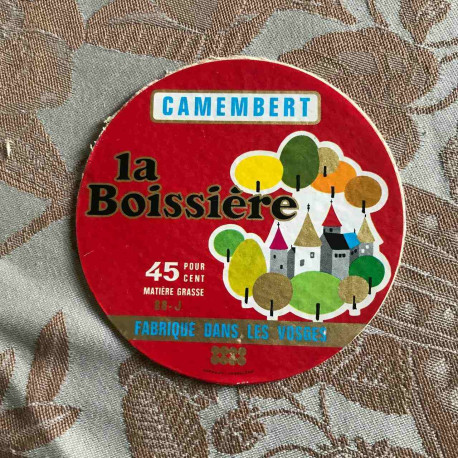 CAMEMBERT
la
Boissière
45 POUR
CENT
MATIÈRE GRASSE
FABRIQUÉ DANS LES VOSGES